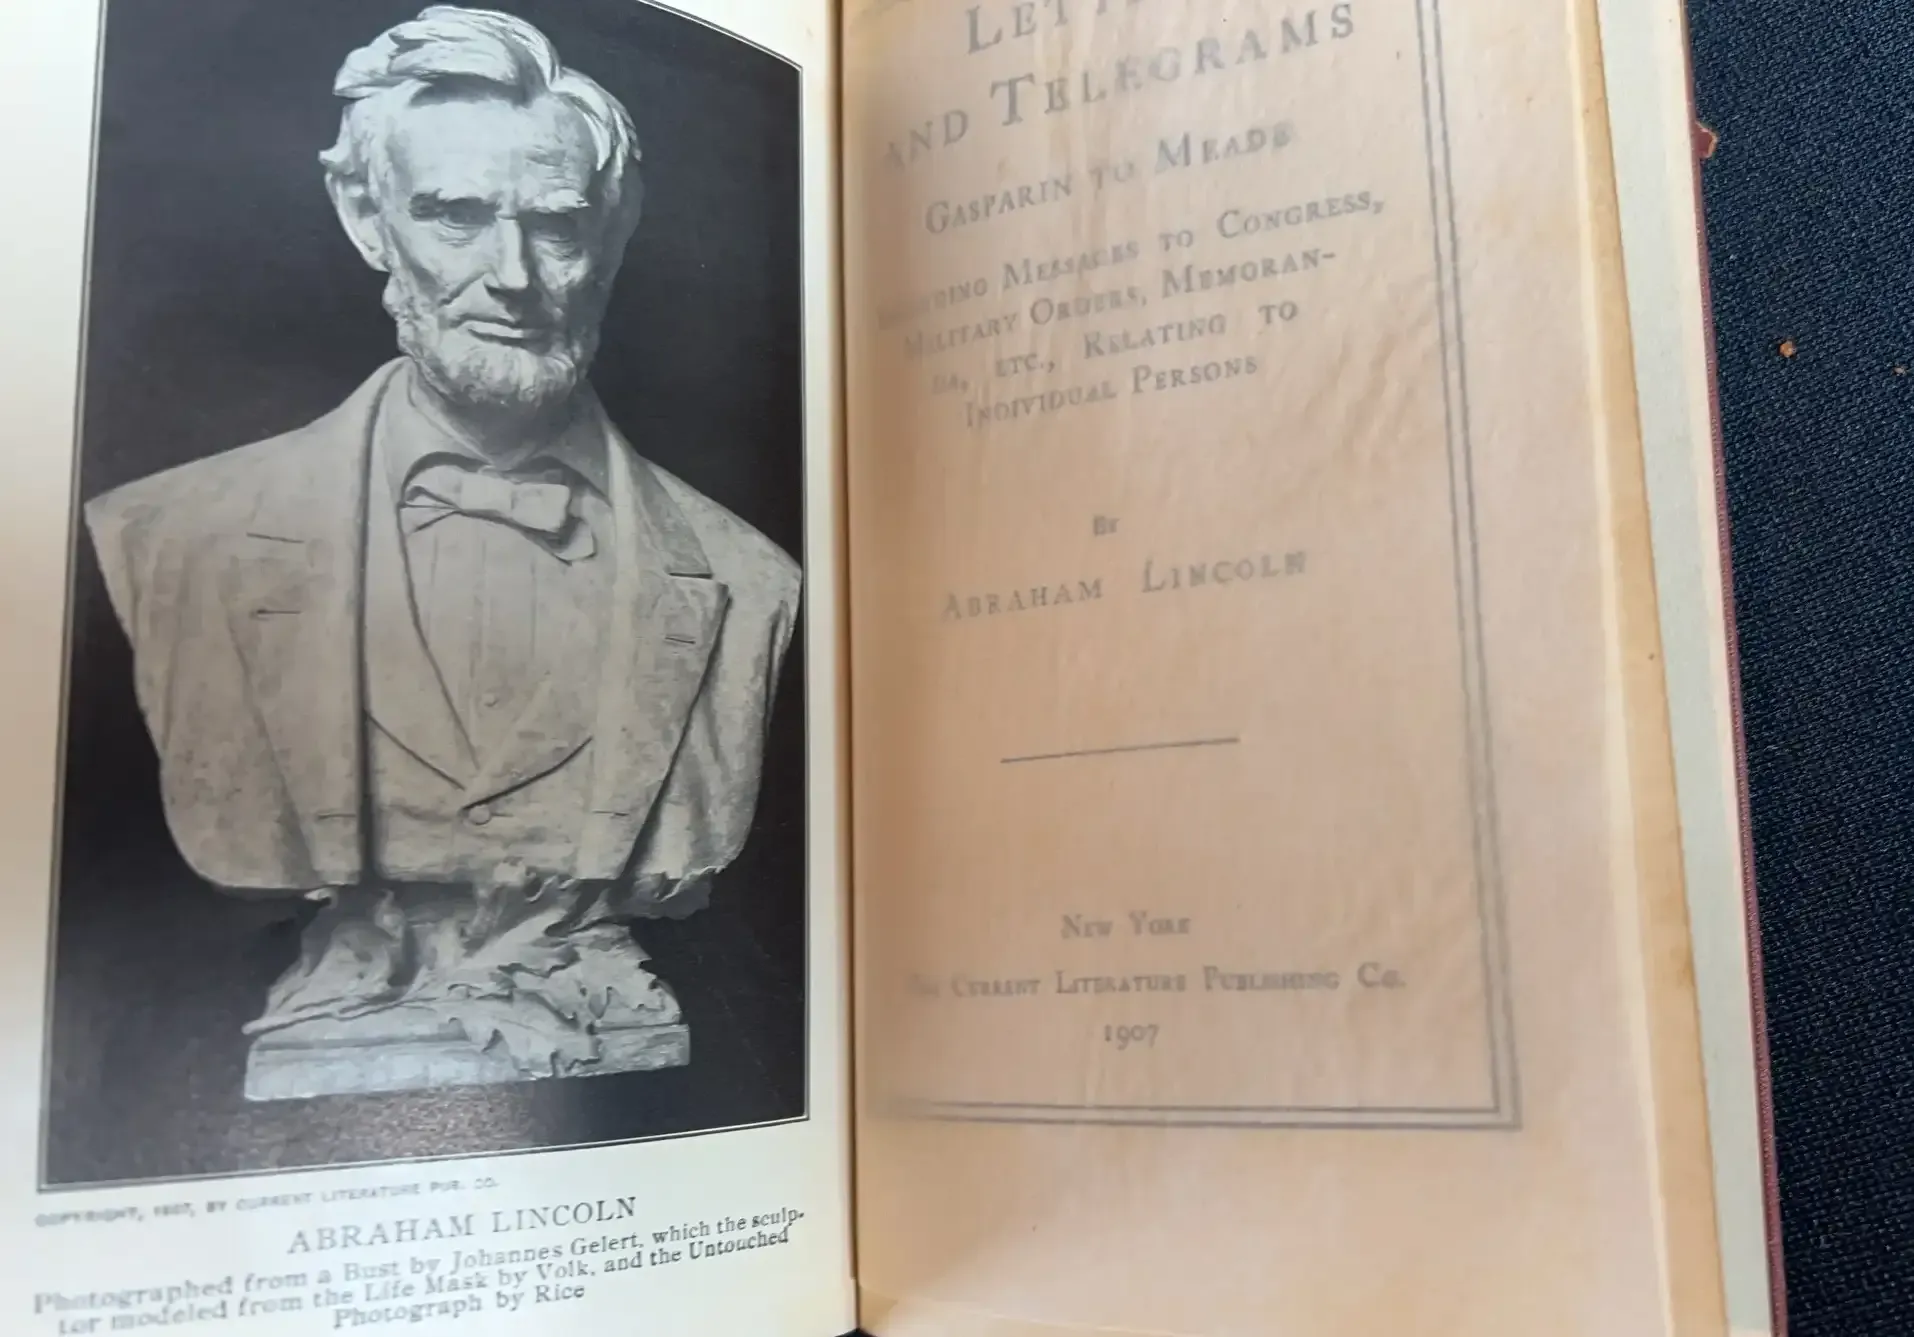 COPYRIGHT, 1907, BY CURRENT LITERATURE PUB. CO.
ABRAHAM LINCOLN
Photographed from a Bust by Johannes Gelert, which the sculp-
tor modeled from the Life Mask by Volk, and the Untouched
Photograph by Rice
AND TELEGRAMS
GASPARIN TO MEADE
MESSAGES TO CONGRESS,
MILITARY ORDERS, MEMORAN-
DA, ETC., RELATING TO
INDIVIDUAL PERSONS
BY
ABRAHAM LINCOLN
NEW YORK
THE CURRENT LITERATURE PUBLISHING CO.
1907